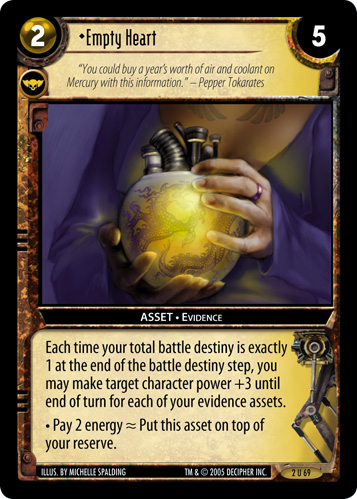 2
•Empty Heart
5
"You could buy a year's worth of air and coolant on
Mercury with this information." – Pepper Tokarates
ASSET • EVIDENCE
Each time your total battle destiny is exactly
1 at the end of the battle destiny step, you
may make target character power +3 until
end of turn for each of your evidence assets.
• Pay 2 energy ≈ Put this asset on top of
your reserve.
ILLUS. BY MICHELLE SPALDING
TM & © 2005 DECIPHER INC.
2 U 69